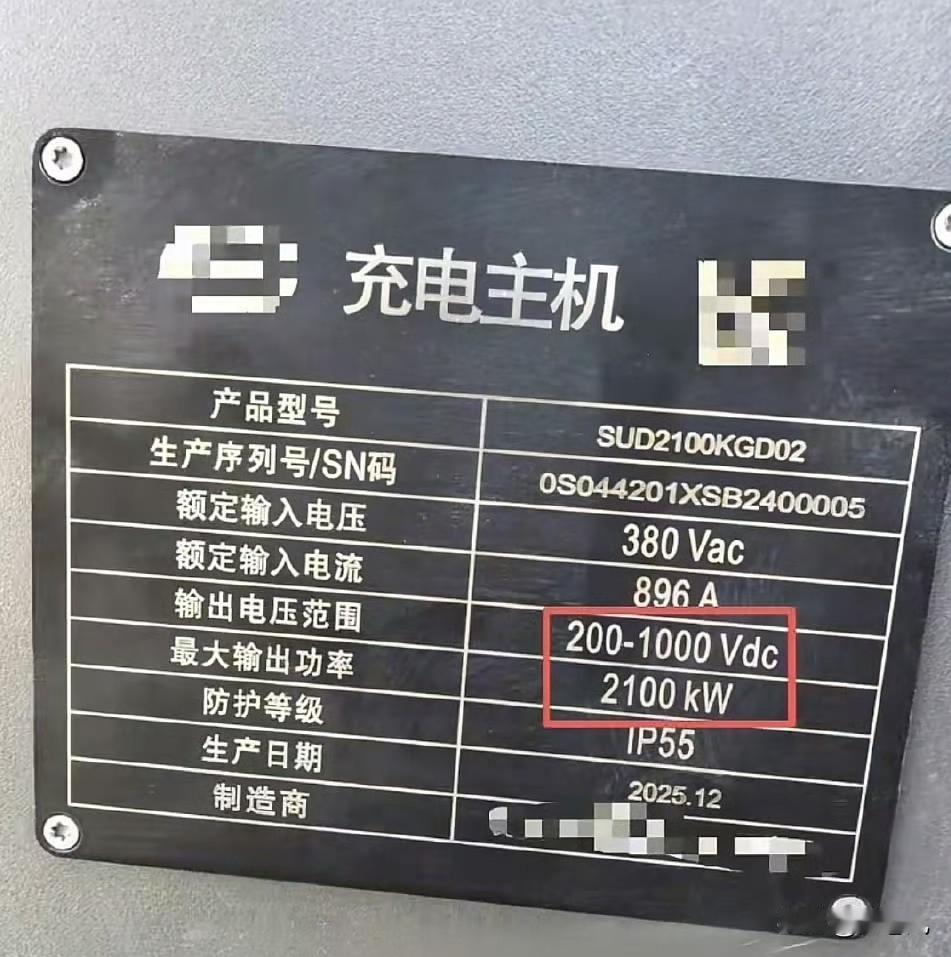 充电主机
产品型号 SUD2100KGD02
生产序列号/SN码 0S044201XSB2400005
额定输入电压 380 Vac
额定输入电流 896 A
输出电压范围 200-1000 Vdc
最大输出功率 2100 kW
防护等级 IP55
生产日期 2025.12
制造商